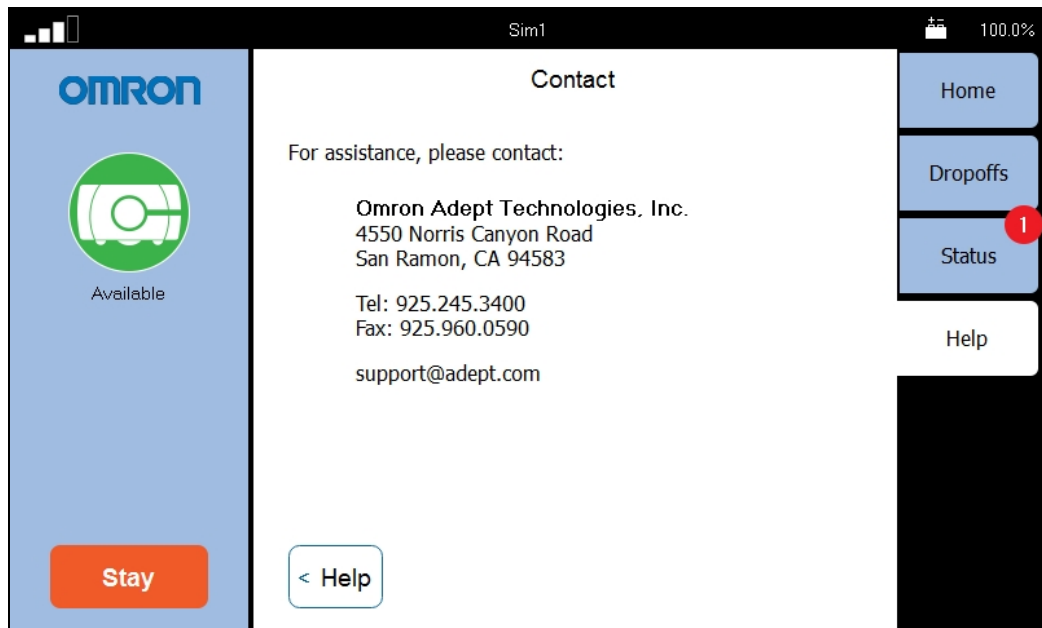 Sim1
100.0%
OMRON
Available
Stay
Contact
For assistance, please contact:
Omron Adept Technologies, Inc.
4550 Norris Canyon Road
San Ramon, CA 94583
Tel: 925.245.3400
Fax: 925.960.0590
support@adept.com
< Help
Home
Dropoffs
1
Status
Help